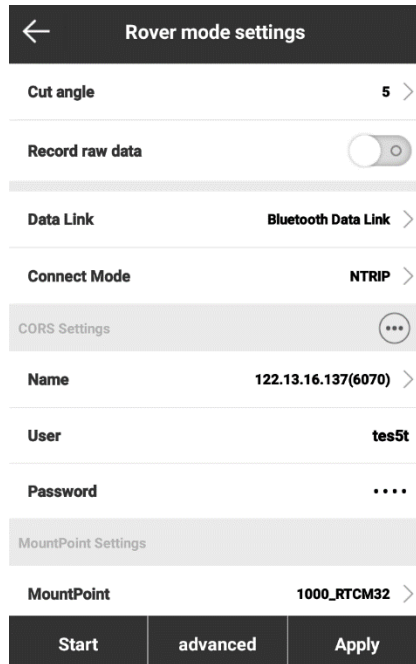 Rover mode settings
Cut angle 5
Record raw data
Data Link Bluetooth Data Link
Connect Mode NTRIP
CORS Settings
Name 122.13.16.137(6070)
User tes5t
Password ····
MountPoint Settings
MountPoint 1000_RTCM32
Start advanced Apply